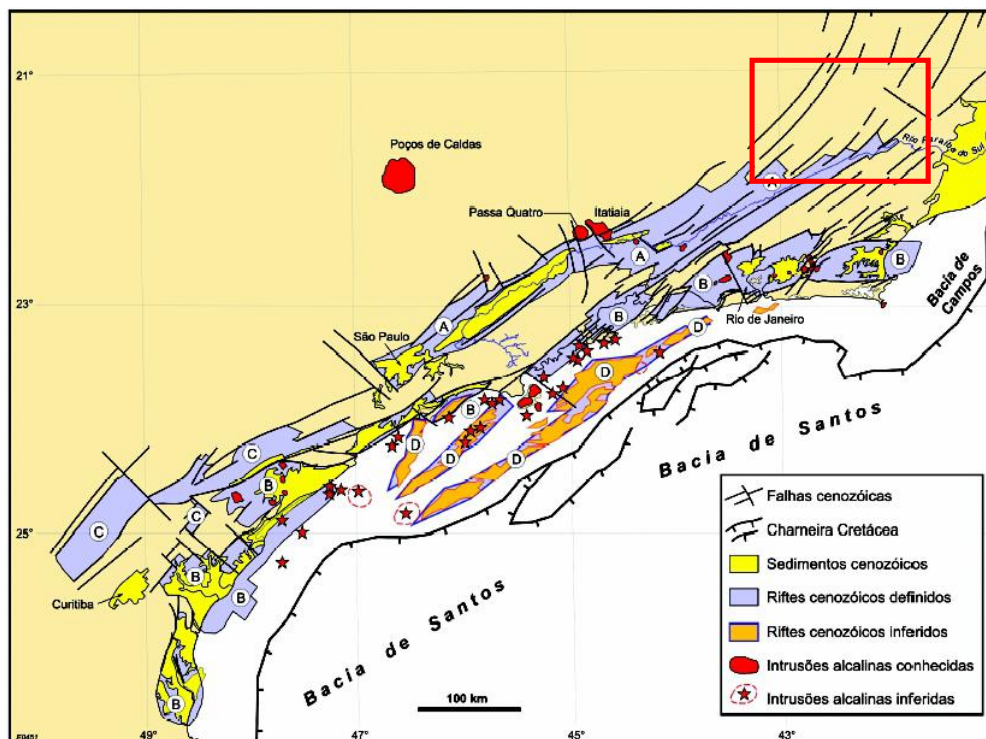 21°
Poços de Caldas
Rio Paraíba do Sul
A
Passa Quatro
Itatiaia
A
B
23°
B
Bacia de
Campos
A
B
Rio de Janeiro
São Paulo
D
D
B
C
D
D
D
Bacia de Santos
B
C
C
25°
B
Curitiba
B
B
Bacia de Santos
100 km
Falhas cenozóicas
Charneira Cretácea
Sedimentos cenozóicos
Riftes cenozóicos definidos
Riftes cenozóicos inferidos
Intrusões alcalinas conhecidas
Intrusões alcalinas inferidas
49°
47°
45°
43°